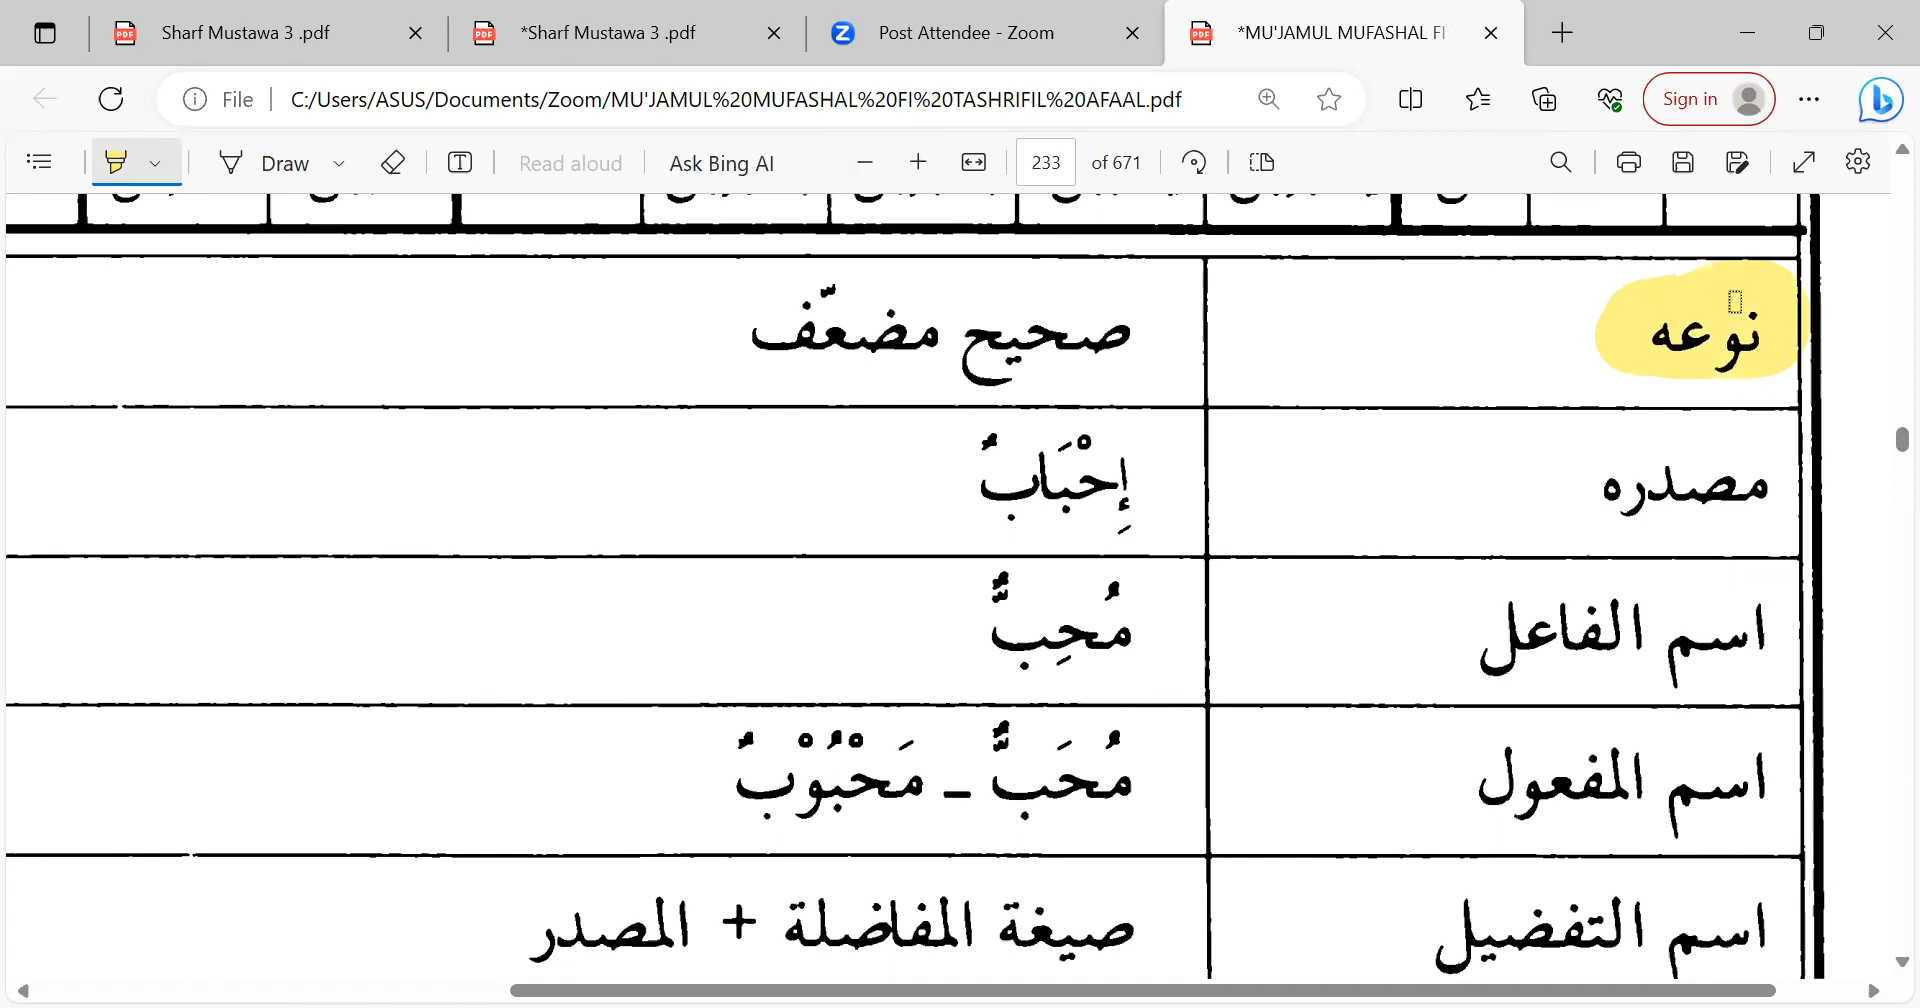 Sharf Mustawa 3 .pdf
*Sharf Mustawa 3 .pdf
Post Attendee - Zoom
*MU'JAMUL MUFASHAL FI
File
C:/Users/ASUS/Documents/Zoom/MU'JAMUL%20MUFASHAL%20FI%20TASHRIFIL%20AFAAL.pdf
Sign in
Draw
Read aloud
Ask Bing AI
233 of 671
نوعه صحيح مضعّف
مصدره إِحْبَابٌ
اسم الفاعل مُحِبٌّ
اسم المفعول مُحَبٌّ - مَحْبُوْبٌ
اسم التفضيل صيغة المفاضلة + المصدر